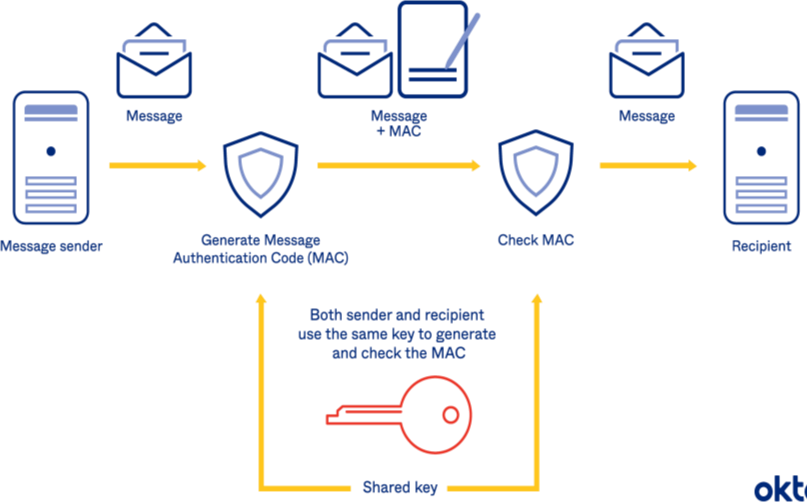 Message
Message
+ MAC
Message
Message sender
Generate Message
Authentication Code (MAC)
Check MAC
Recipient
Both sender and recipient
use the same key to generate
and check the MAC
Shared key